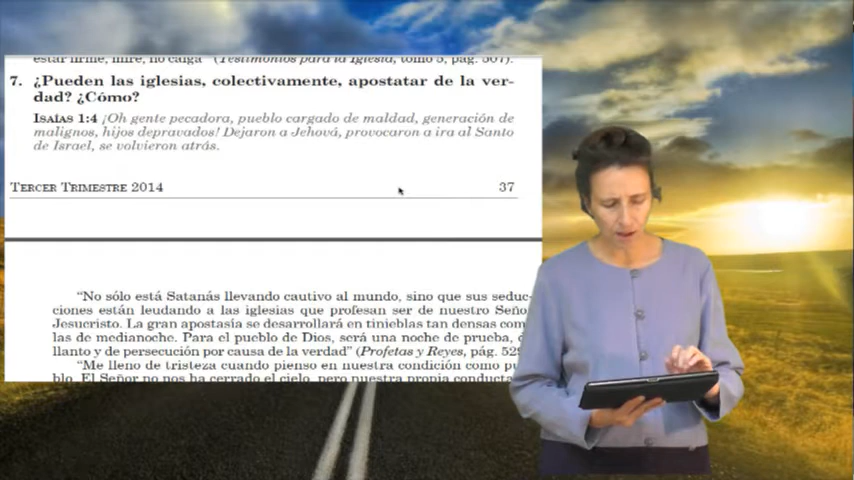 estar firme, mire, no caiga" (Testimonios para la Iglesia, tomo 5, pág. 507).
7. ¿Pueden las iglesias, colectivamente, apostatar de la ver-
dad? ¿Cómo?
ISAÍAS 1:4 ¡Oh gente pecadora, pueblo cargado de maldad, generación de
malignos, hijos depravados! Dejaron a Jehová, provocaron a ira al Santo
de Israel, se volvieron atrás.
TERCER TRIMESTRE 2014 37
"No sólo está Satanás llevando cautivo al mundo, sino que sus seduc-
ciones están leudando a las iglesias que profesan ser de nuestro Seño
Jesucristo. La gran apostasía se desarrollará en tinieblas tan densas com
las de medianoche. Para el pueblo de Dios, será una noche de prueba, d
llanto y de persecución por causa de la verdad" (Profetas y Reyes, pág. 529
"Me lleno de tristeza cuando pienso en nuestra condición como pu
blo. El Señor no nos ha cerrado el cielo, pero nuestra propia conducta